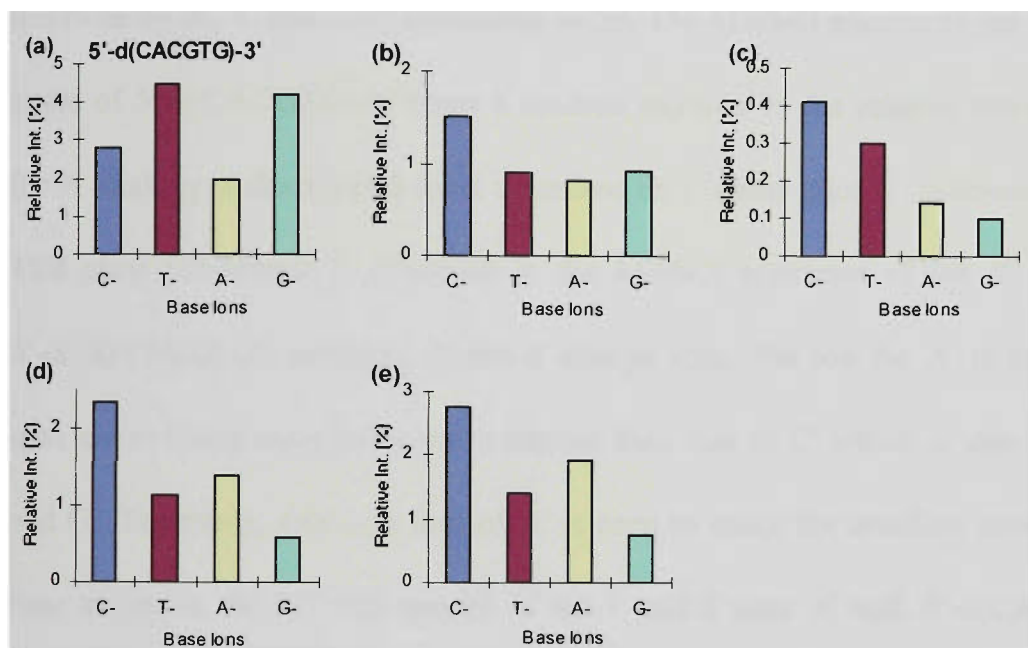 (a) 5'-d(CACGTG)-3'
Relative Int. (%)
5
4
3
2
1
0
C- T- A- G-
Base Ions
(b)
Relative Int. (%)
2
1
0
C- T- A- G-
Base Ions
(c)
Relative Int. (%)
0.5
0.4
0.3
0.2
0.1
0
C- T- A- G-
Base Ions
(d)
Relative Int. (%)
2
1
0
C- T- A- G-
Base Ions
(e)
Relative Int. (%)
3
2
1
0
C- T- A- G-
Base Ions